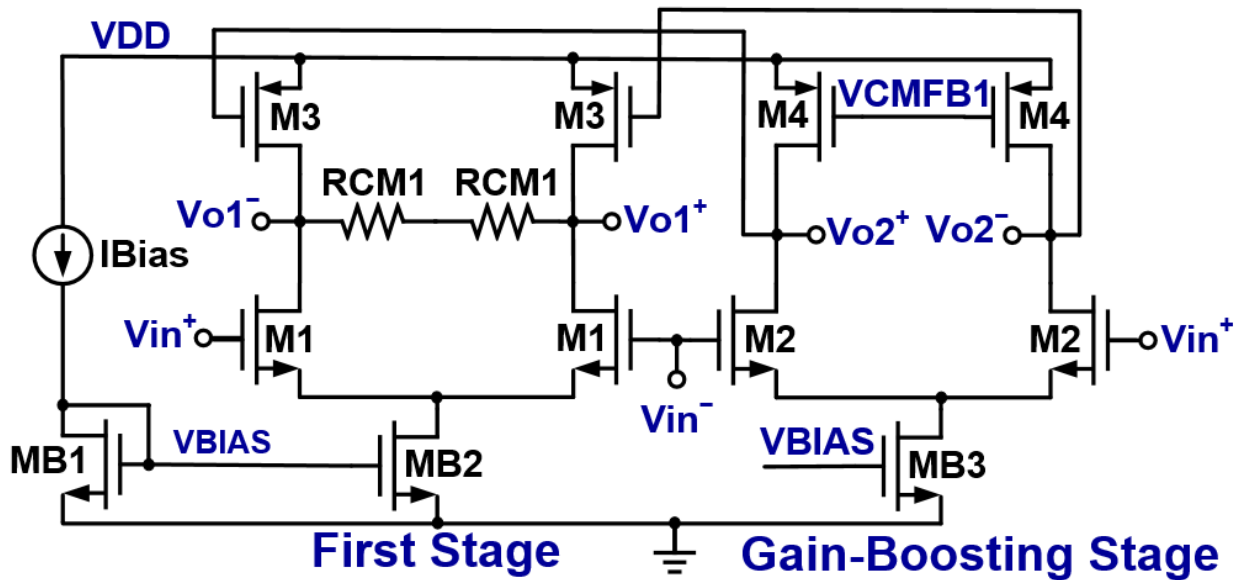 VDD
M3
M3
M4
VCMFB1
M4
RCM1
RCM1
Vo1⁻
Vo1⁺
Vo2⁺
Vo2⁻
IBias
Vin⁺
M1
M1
M2
M2
Vin⁺
Vin⁻
MB1
VBIAS
MB2
VBIAS
MB3
First Stage
Gain-Boosting Stage